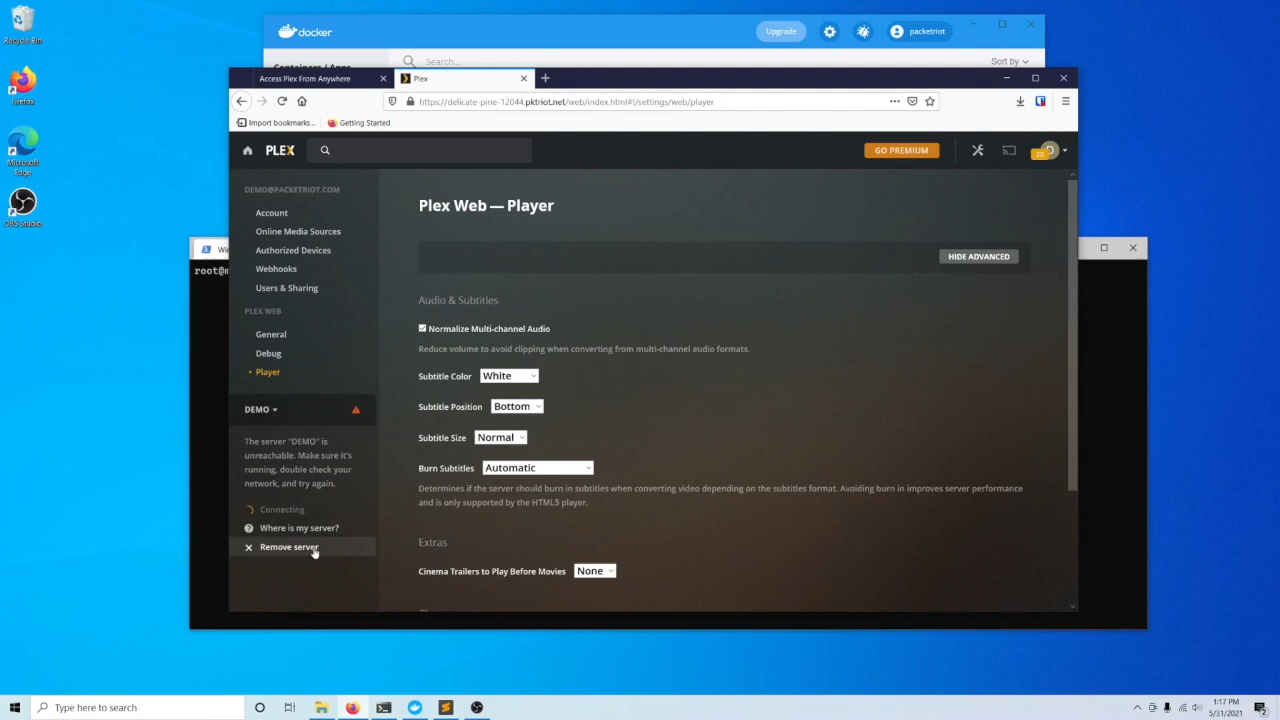 Recycle Bin
Firefox
Microsoft
Edge
OBS Studio
docker
Upgrade
packetriot
Containers / Apps
Search...
Sort by
Access Plex From Anywhere
Plex
https://delicate-pine-12044.pktriot.net/web/index.html#!/settings/web/player
Import bookmarks...
Getting Started
PLEX
GO PREMIUM
20
DEMO@PACKETRIOT.COM
Account
Online Media Sources
Authorized Devices
Webhooks
Users & Sharing
PLEX WEB
General
Debug
Player
DEMO
The server "DEMO" is
unreachable. Make sure it's
running, double check your
network, and try again.
Connecting
Where is my server?
Remove server
Plex Web — Player
HIDE ADVANCED
Audio & Subtitles
Normalize Multi-channel Audio
Reduce volume to avoid clipping when converting from multi-channel audio formats.
Subtitle Color White
Subtitle Position Bottom
Subtitle Size Normal
Burn Subtitles Automatic
Determines if the server should burn in subtitles when converting video depending on the subtitles format. Avoiding burn in improves server performance
and is only supported by the HTML5 player.
Extras
Cinema Trailers to Play Before Movies None
Type here to search
1:17 PM
5/31/2021
2